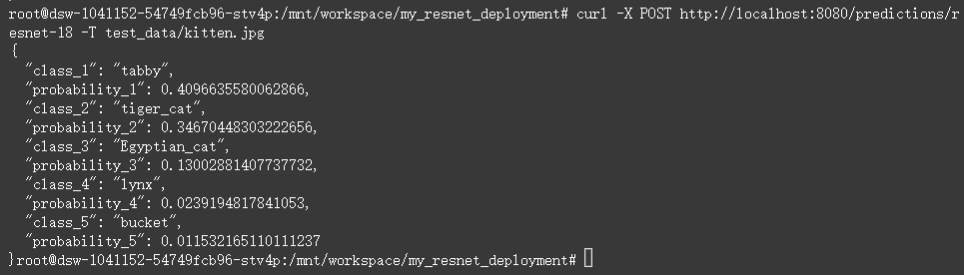 root@dsw-1041152-54749fcb96-stv4p:/mnt/workspace/my_resnet_deployment# curl -X POST http://localhost:8080/predictions/r
esnet-18 -T test_data/kitten.jpg
{
  "class_1": "tabby",
  "probability_1": 0.4096635580062866,
  "class_2": "tiger_cat",
  "probability_2": 0.34670448303222656,
  "class_3": "Egyptian_cat",
  "probability_3": 0.13002881407737732,
  "class_4": "lynx",
  "probability_4": 0.0239194817841053,
  "class_5": "bucket",
  "probability_5": 0.011532165110111237
}root@dsw-1041152-54749fcb96-stv4p:/mnt/workspace/my_resnet_deployment#